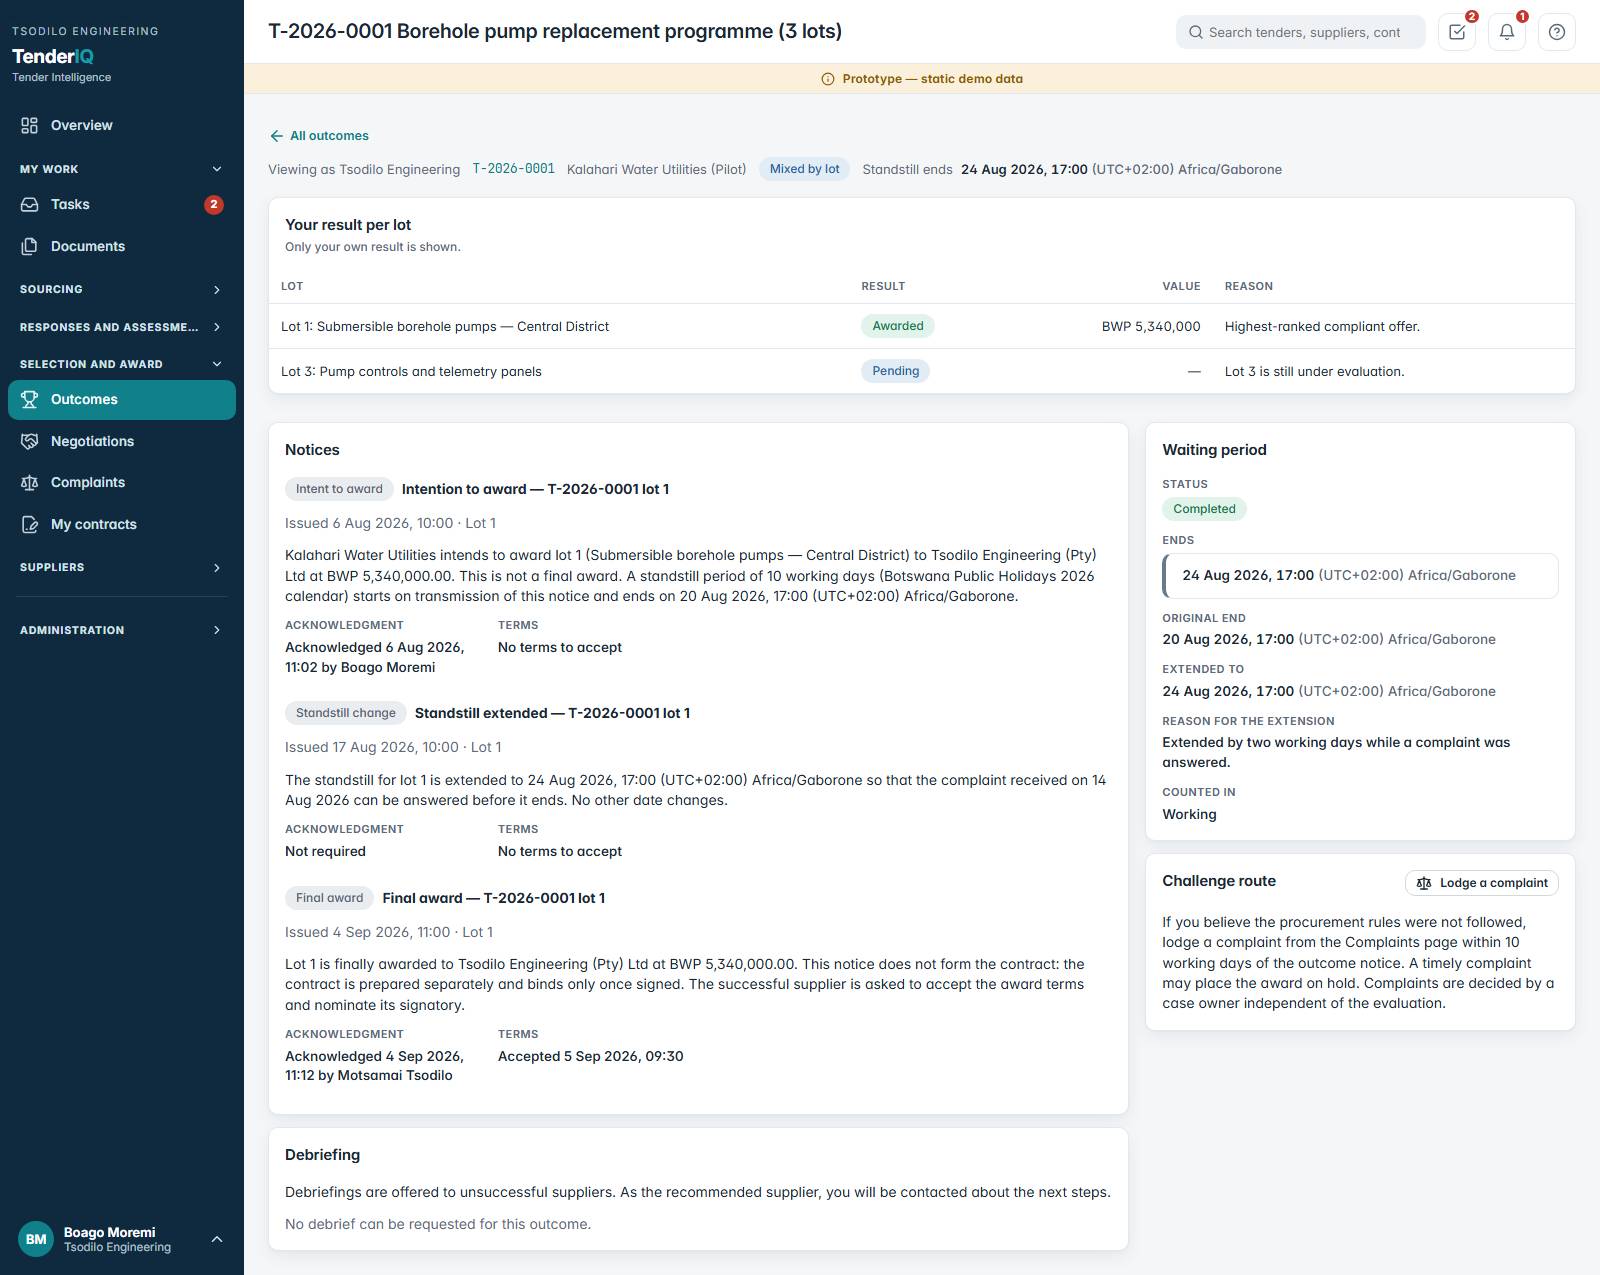 TSODILO ENGINEERING
TenderIQ
Tender Intelligence
Overview
MY WORK
Tasks
2
Documents
SOURCING
RESPONSES AND ASSESSME...
SELECTION AND AWARD
Outcomes
Negotiations
Complaints
My contracts
SUPPLIERS
ADMINISTRATION
BM
Boago Moremi
Tsodilo Engineering
T-2026-0001 Borehole pump replacement programme (3 lots)
Search tenders, suppliers, cont
2
1
Prototype — static demo data
All outcomes
Viewing as Tsodilo Engineering T-2026-0001 Kalahari Water Utilities (Pilot) Mixed by lot Standstill ends 24 Aug 2026, 17:00 (UTC+02:00) Africa/Gaborone
Your result per lot
Only your own result is shown.
LOT RESULT VALUE REASON
Lot 1: Submersible borehole pumps — Central District Awarded BWP 5,340,000 Highest-ranked compliant offer.
Lot 3: Pump controls and telemetry panels Pending — Lot 3 is still under evaluation.
Notices
Intent to award Intention to award — T-2026-0001 lot 1
Issued 6 Aug 2026, 10:00 · Lot 1
Kalahari Water Utilities intends to award lot 1 (Submersible borehole pumps — Central District) to Tsodilo Engineering (Pty)
Ltd at BWP 5,340,000.00. This is not a final award. A standstill period of 10 working days (Botswana Public Holidays 2026
calendar) starts on transmission of this notice and ends on 20 Aug 2026, 17:00 (UTC+02:00) Africa/Gaborone.
ACKNOWLEDGMENT TERMS
Acknowledged 6 Aug 2026, No terms to accept
11:02 by Boago Moremi
Standstill change Standstill extended — T-2026-0001 lot 1
Issued 17 Aug 2026, 10:00 · Lot 1
The standstill for lot 1 is extended to 24 Aug 2026, 17:00 (UTC+02:00) Africa/Gaborone so that the complaint received on 14
Aug 2026 can be answered before it ends. No other date changes.
ACKNOWLEDGMENT TERMS
Not required No terms to accept
Final award Final award — T-2026-0001 lot 1
Issued 4 Sep 2026, 11:00 · Lot 1
Lot 1 is finally awarded to Tsodilo Engineering (Pty) Ltd at BWP 5,340,000.00. This notice does not form the contract: the
contract is prepared separately and binds only once signed. The successful supplier is asked to accept the award terms
and nominate its signatory.
ACKNOWLEDGMENT TERMS
Acknowledged 4 Sep 2026, Accepted 5 Sep 2026, 09:30
11:12 by Motsamai Tsodilo
Debriefing
Debriefings are offered to unsuccessful suppliers. As the recommended supplier, you will be contacted about the next steps.
No debrief can be requested for this outcome.
Waiting period
STATUS
Completed
ENDS
24 Aug 2026, 17:00 (UTC+02:00) Africa/Gaborone
ORIGINAL END
20 Aug 2026, 17:00 (UTC+02:00) Africa/Gaborone
EXTENDED TO
24 Aug 2026, 17:00 (UTC+02:00) Africa/Gaborone
REASON FOR THE EXTENSION
Extended by two working days while a complaint was
answered.
COUNTED IN
Working
Challenge route
Lodge a complaint
If you believe the procurement rules were not followed,
lodge a complaint from the Complaints page within 10
working days of the outcome notice. A timely complaint
may place the award on hold. Complaints are decided by a
case owner independent of the evaluation.